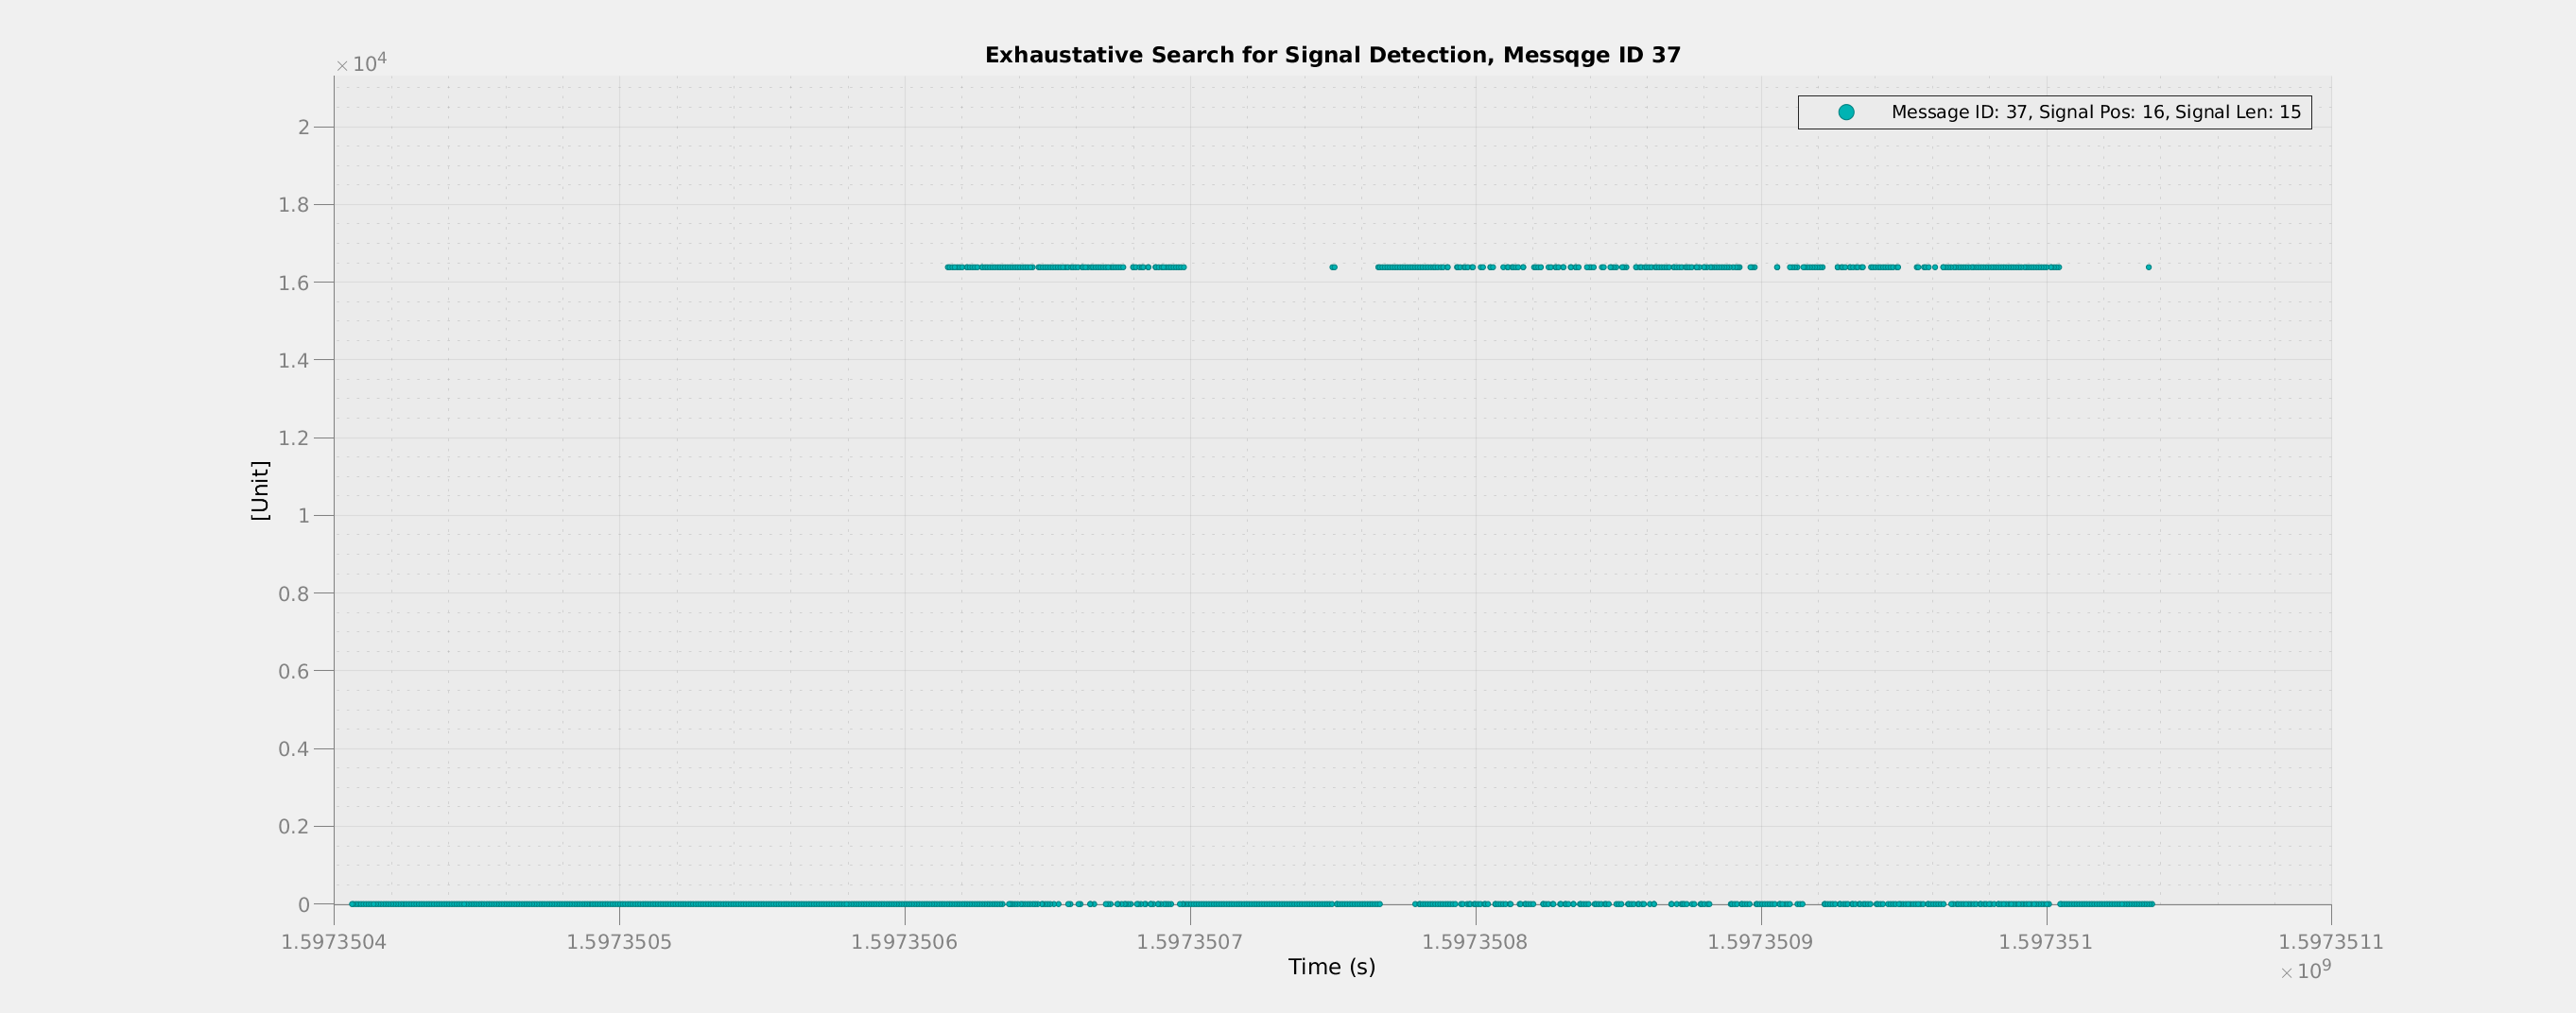 Exhaustative Search for Signal Detection, Messqge ID 37
×10⁴
Message ID: 37, Signal Pos: 16, Signal Len: 15
2
1.8
1.6
1.4
1.2
1
0.8
0.6
0.4
0.2
0
[Unit]
1.5973504 1.5973505 1.5973506 1.5973507 1.5973508 1.5973509 1.597351 1.5973511
Time (s)
×10⁹